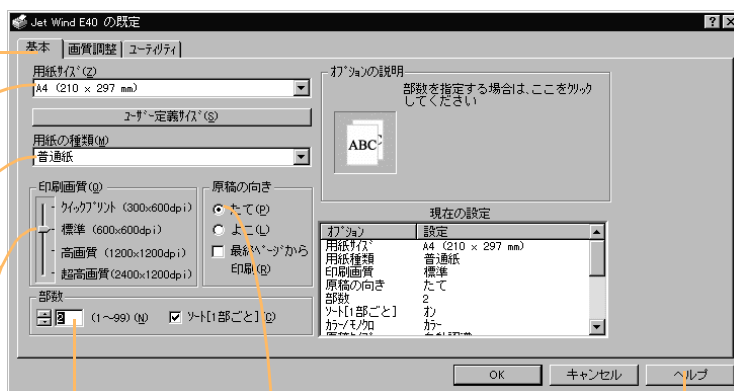 Jet Wind E40 の既定
基本 画質調整 ユーティリティ
用紙サイズ(Z)
A4 (210 × 297 mm)
ユーザー定義サイズ(S)
用紙の種類(M)
普通紙
印刷画質(Q)
クイックプリント (300×600dpi)
標準 (600×600dpi)
高画質 (1200×1200dpi)
超高画質(2400×1200dpi)
原稿の向き
たて(P)
よこ(L)
最終ページから
印刷(R)
部数
2 (1～99)(N) ソート[1部ごと](C)
オプションの説明
部数を指定する場合は、ここをクリック
してください
ABC
現在の設定
オプション 設定
用紙サイズ A4 (210 × 297 mm)
用紙種類 普通紙
印刷画質 標準
原稿の向き たて
部数 2
ソート[1部ごと] オン
カラー/モノクロ カラー
OK キャンセル ヘルプ